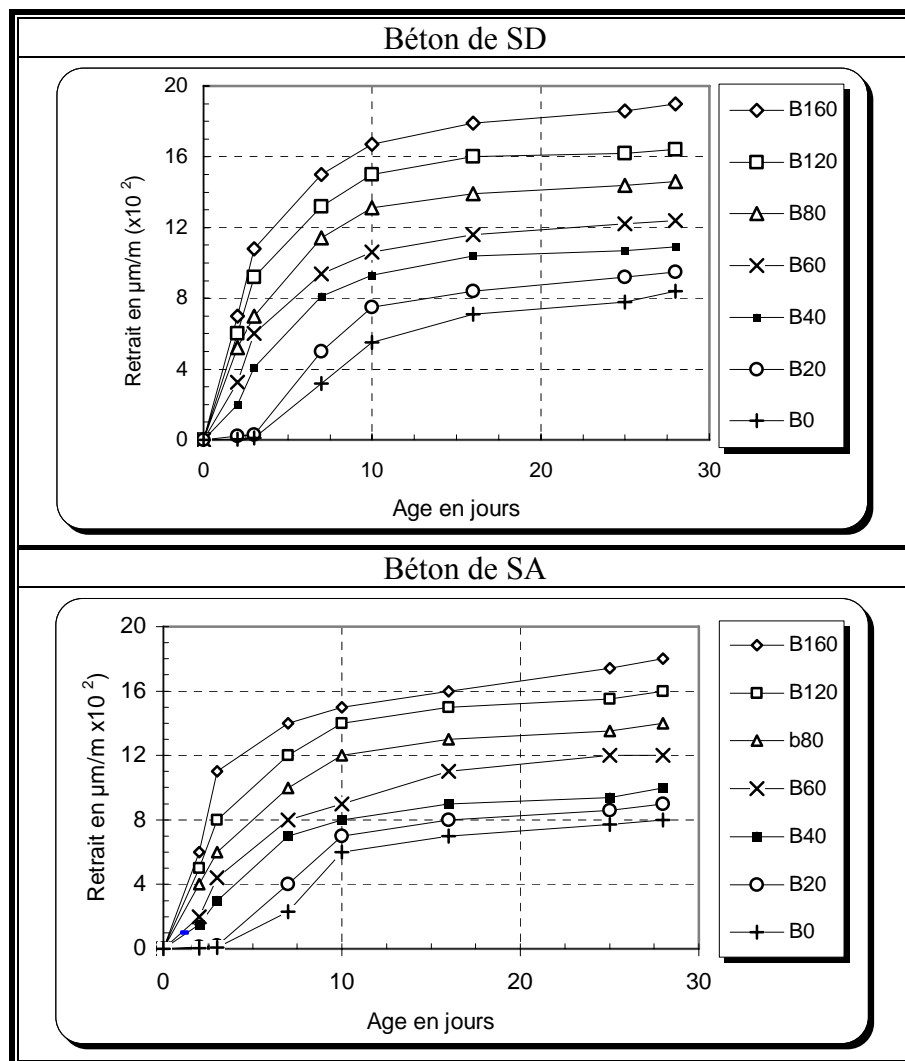 Béton de SD
20
16
12
8
4
0
Retrait en µm/m (x10 2)
0 10 20 30
Age en jours
B160
B120
B80
B60
B40
B20
B0
Béton de SA
20
16
12
8
4
0
Retrait en µm/m x10 2)
0 10 20 30
Age en jours
B160
B120
b80
B60
B40
B20
B0